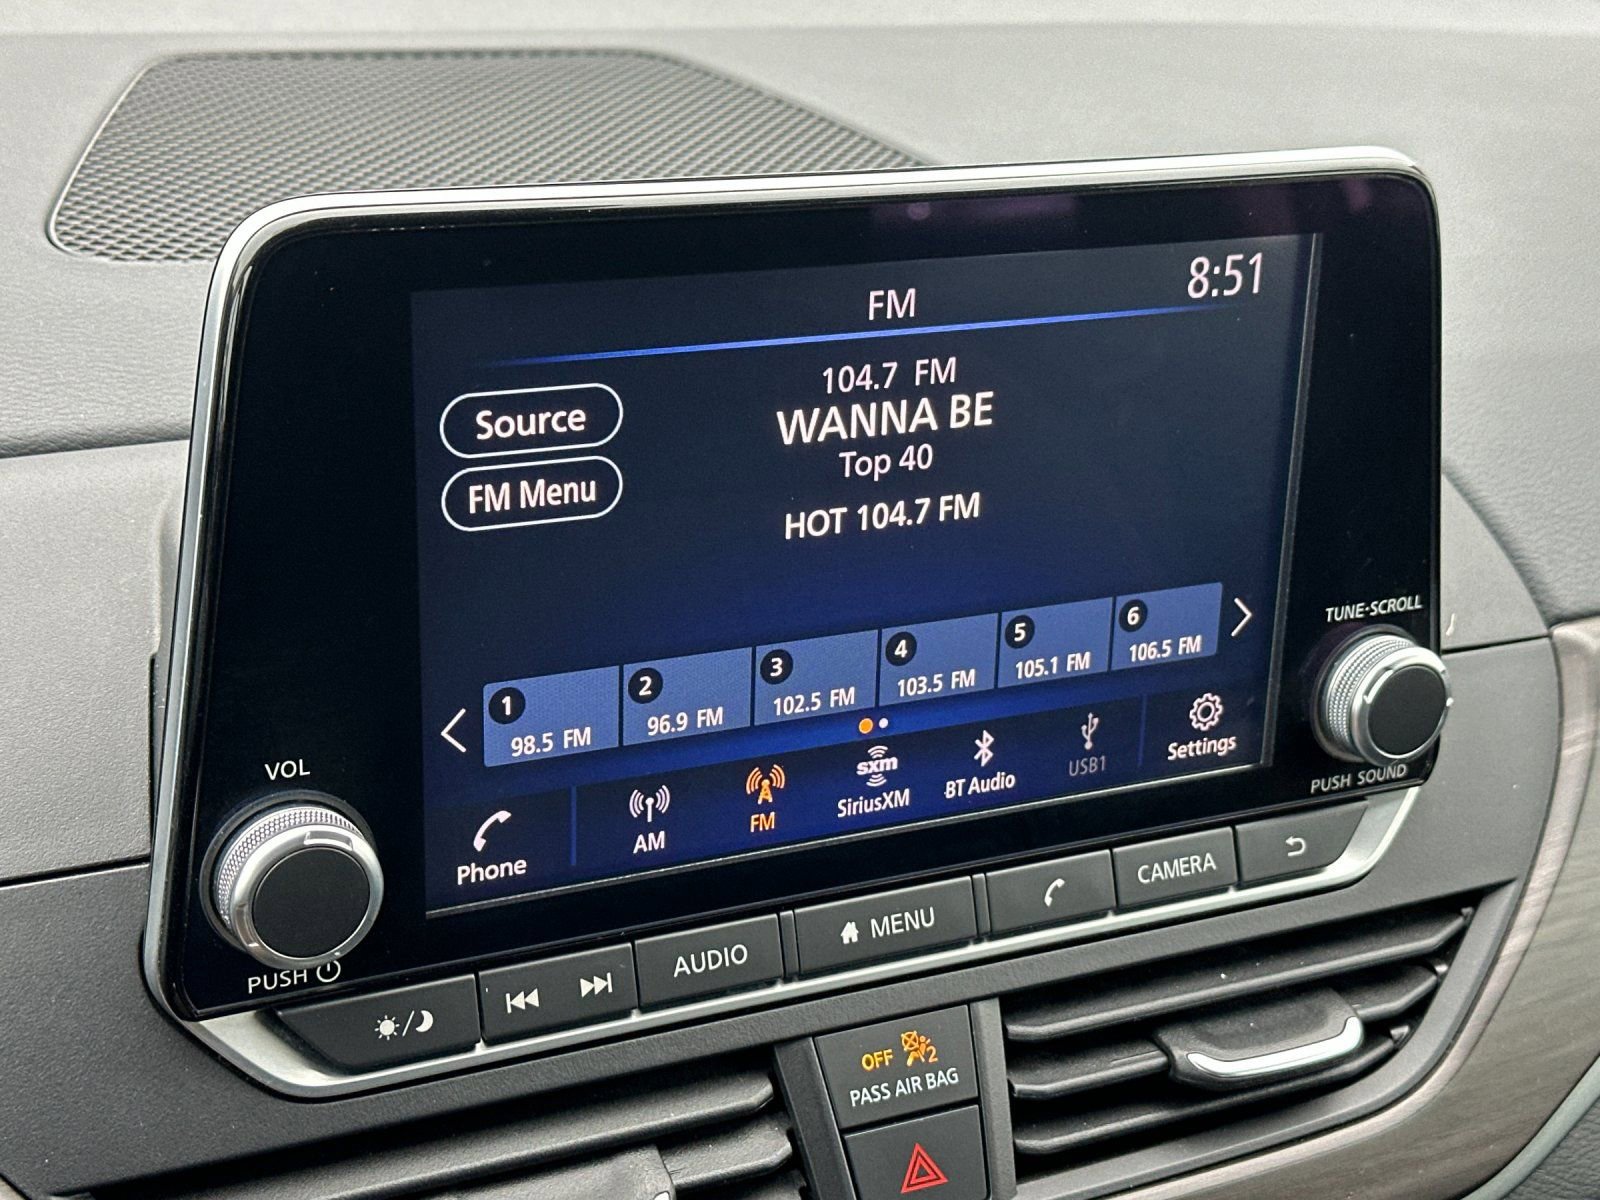 FM
8:51
104.7 FM
Source
WANNA BE
Top 40
FM Menu
HOT 104.7 FM
TUNE·SCROLL
1
98.5 FM
2
96.9 FM
3
102.5 FM
4
103.5 FM
5
105.1 FM
6
106.5 FM
VOL
Phone
AM
FM
sxm
SiriusXM
BT Audio
USB1
Settings
PUSH SOUND
PUSH
AUDIO
MENU
CAMERA
OFF
2
PASS AIR BAG